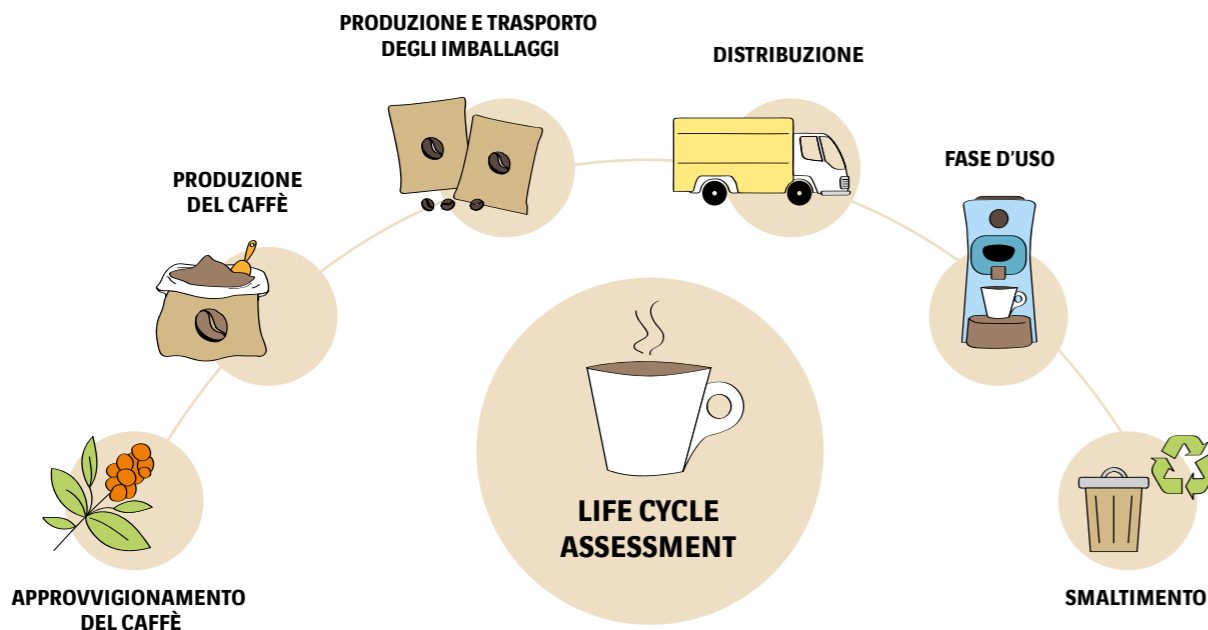 PRODUZIONE E TRASPORTO
DEGLI IMBALLAGGI
DISTRIBUZIONE
FASE D'USO
PRODUZIONE
DEL CAFFÈ
LIFE CYCLE
ASSESSMENT
APPROVVIGIONAMENTO
DEL CAFFÈ
SMALTIMENTO